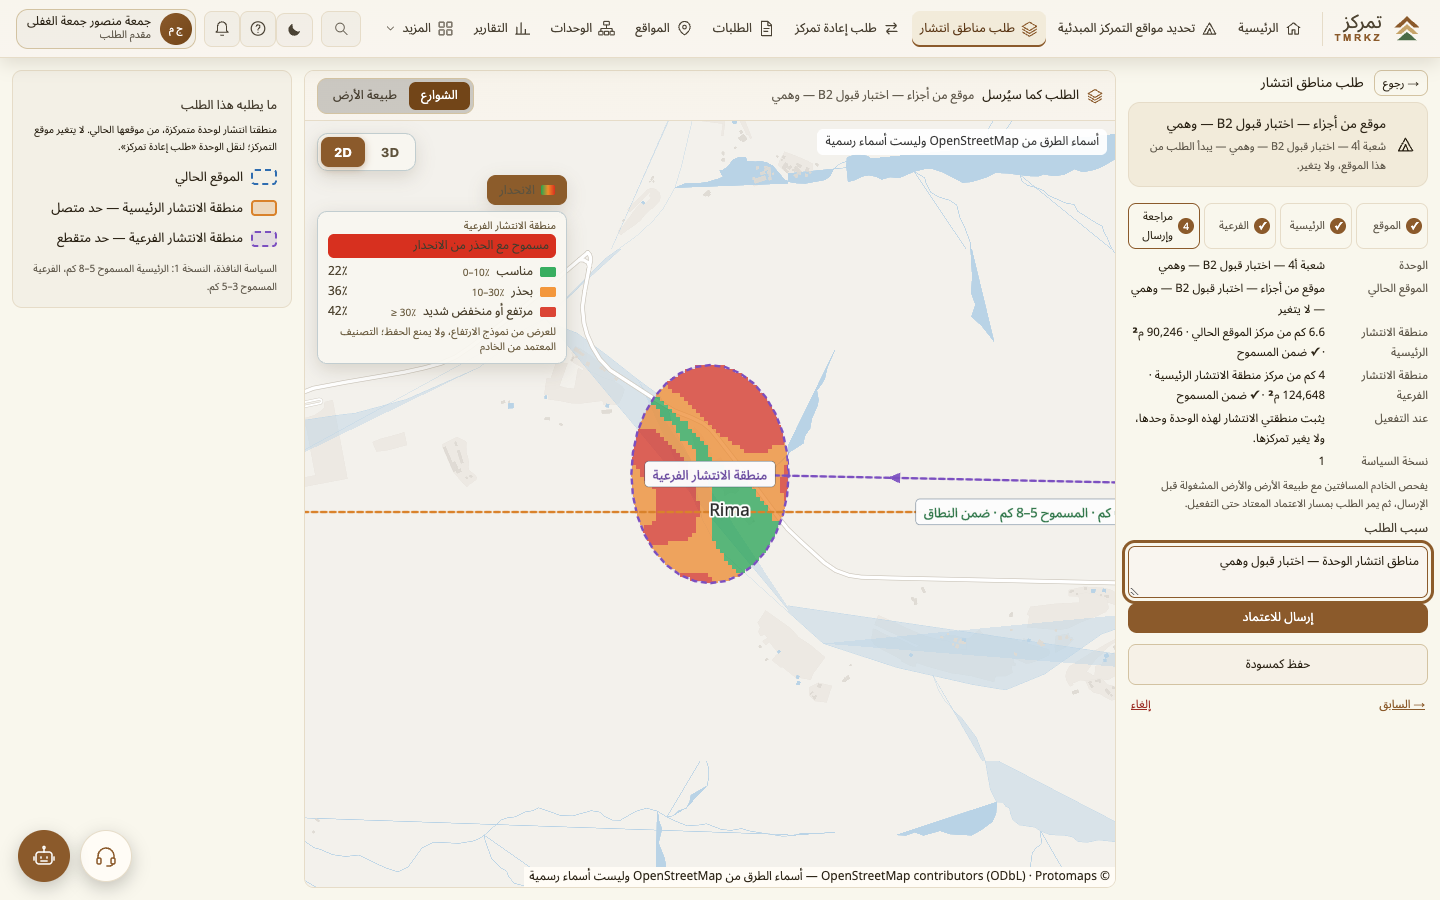 تمركز
TMRKZ
الرئيسية
تحديد مواقع التمركز المبدئية
طلب مناطق انتشار
طلب إعادة تمركز
الطلبات
المواقع
الوحدات
التقارير
المزيد
جمعة منصور جمعة الغفلي
مقدم الطلب
ج م
→ رجوع
طلب مناطق انتشار
موقع من أجزاء — اختبار قبول B2 — وهمي
شعبة أ4 — اختبار قبول B2 — وهمي — يبدأ الطلب من
هذا الموقع، ولا يتغير.
الموقع
الرئيسية
الفرعية
4
مراجعة
وإرسال
الوحدة
شعبة أ4 — اختبار قبول B2 — وهمي
الموقع الحالي
موقع من أجزاء — اختبار قبول B2 — وهمي
— لا يتغير
منطقة الانتشار
الرئيسية
6.6 كم من مركز الموقع الحالي · 90,246 م²
· ✓ ضمن المسموح
منطقة الانتشار
الفرعية
4 كم من مركز منطقة الانتشار الرئيسية ·
124,648 م² · ✓ ضمن المسموح
عند التفعيل
يثبت منطقتي الانتشار لهذه الوحدة وحدها،
ولا يغير تمركزها.
نسخة السياسة
1
يفحص الخادم المسافتين مع طبيعة الأرض والأرض المشغولة قبل
الإرسال، ثم يمر الطلب بمسار الاعتماد المعتاد حتى التفعيل.
سبب الطلب
مناطق انتشار الوحدة — اختبار قبول وهمي
إرسال للاعتماد
حفظ كمسودة
→ السابق
إلغاء
الطلب كما سيُرسل
موقع من أجزاء — اختبار قبول B2 — وهمي
الشوارع
طبيعة الأرض
أسماء الطرق من OpenStreetMap وليست أسماء رسمية
2D
3D
الانحدار
منطقة الانتشار الفرعية
مسموح مع الحذر من الانحدار
مناسب 0–10٪ 22٪
بحذر 10–30٪ 36٪
مرتفع أو منخفض شديد ≥ 30٪ 42٪
للعرض من نموذج الارتفاع، ولا يمنع الحفظ؛ التصنيف
المعتمد من الخادم
منطقة الانتشار الفرعية
Rima
كم · المسموح 5–8 كم · ضمن النطاق
© OpenStreetMap contributors (ODbL) · Protomaps — أسماء الطرق من OpenStreetMap وليست أسماء رسمية
ما يطلبه هذا الطلب
منطقتا انتشار لوحدة متمركزة، من موقعها الحالي. لا يتغير موقع
التمركز؛ لنقل الوحدة «طلب إعادة تمركز».
الموقع الحالي
منطقة الانتشار الرئيسية — حد متصل
منطقة الانتشار الفرعية — حد متقطع
السياسة النافذة، النسخة 1: الرئيسية المسموح 5–8 كم، الفرعية
المسموح 3–5 كم.